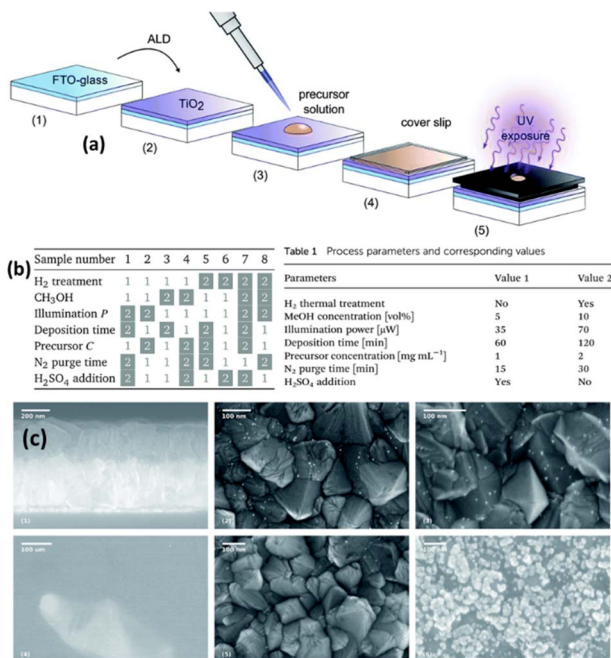 ALD
FTO-glass
TiO2
precursor
solution
cover slip
UV
exposure
(1)
(2)
(3)
(4)
(5)
(a)
(b)
Sample number 1 2 3 4 5 6 7 8
H2 treatment 1 1 1 1 2 2 2 2
CH3OH 1 1 2 2 1 1 2 2
Illumination P 2 2 1 1 1 1 2 2
Deposition time 2 1 2 1 2 1 2 1
Precursor C 1 2 1 2 2 1 2 1
N2 purge time 2 1 1 2 2 1 1 2
H2SO4 addition 2 1 1 2 1 2 2 1
Table 1 Process parameters and corresponding values
Parameters Value 1 Value 2
H2 thermal treatment No Yes
MeOH concentration [vol%] 5 10
Illumination power [µW] 35 70
Deposition time [min] 60 120
Precursor concentration [mg mL−1] 1 2
N2 purge time [min] 15 30
H2SO4 addition Yes No
(c)
200 nm
(1)
100 nm
(2)
100 nm
(3)
100 um
(4)
100 nm
(5)